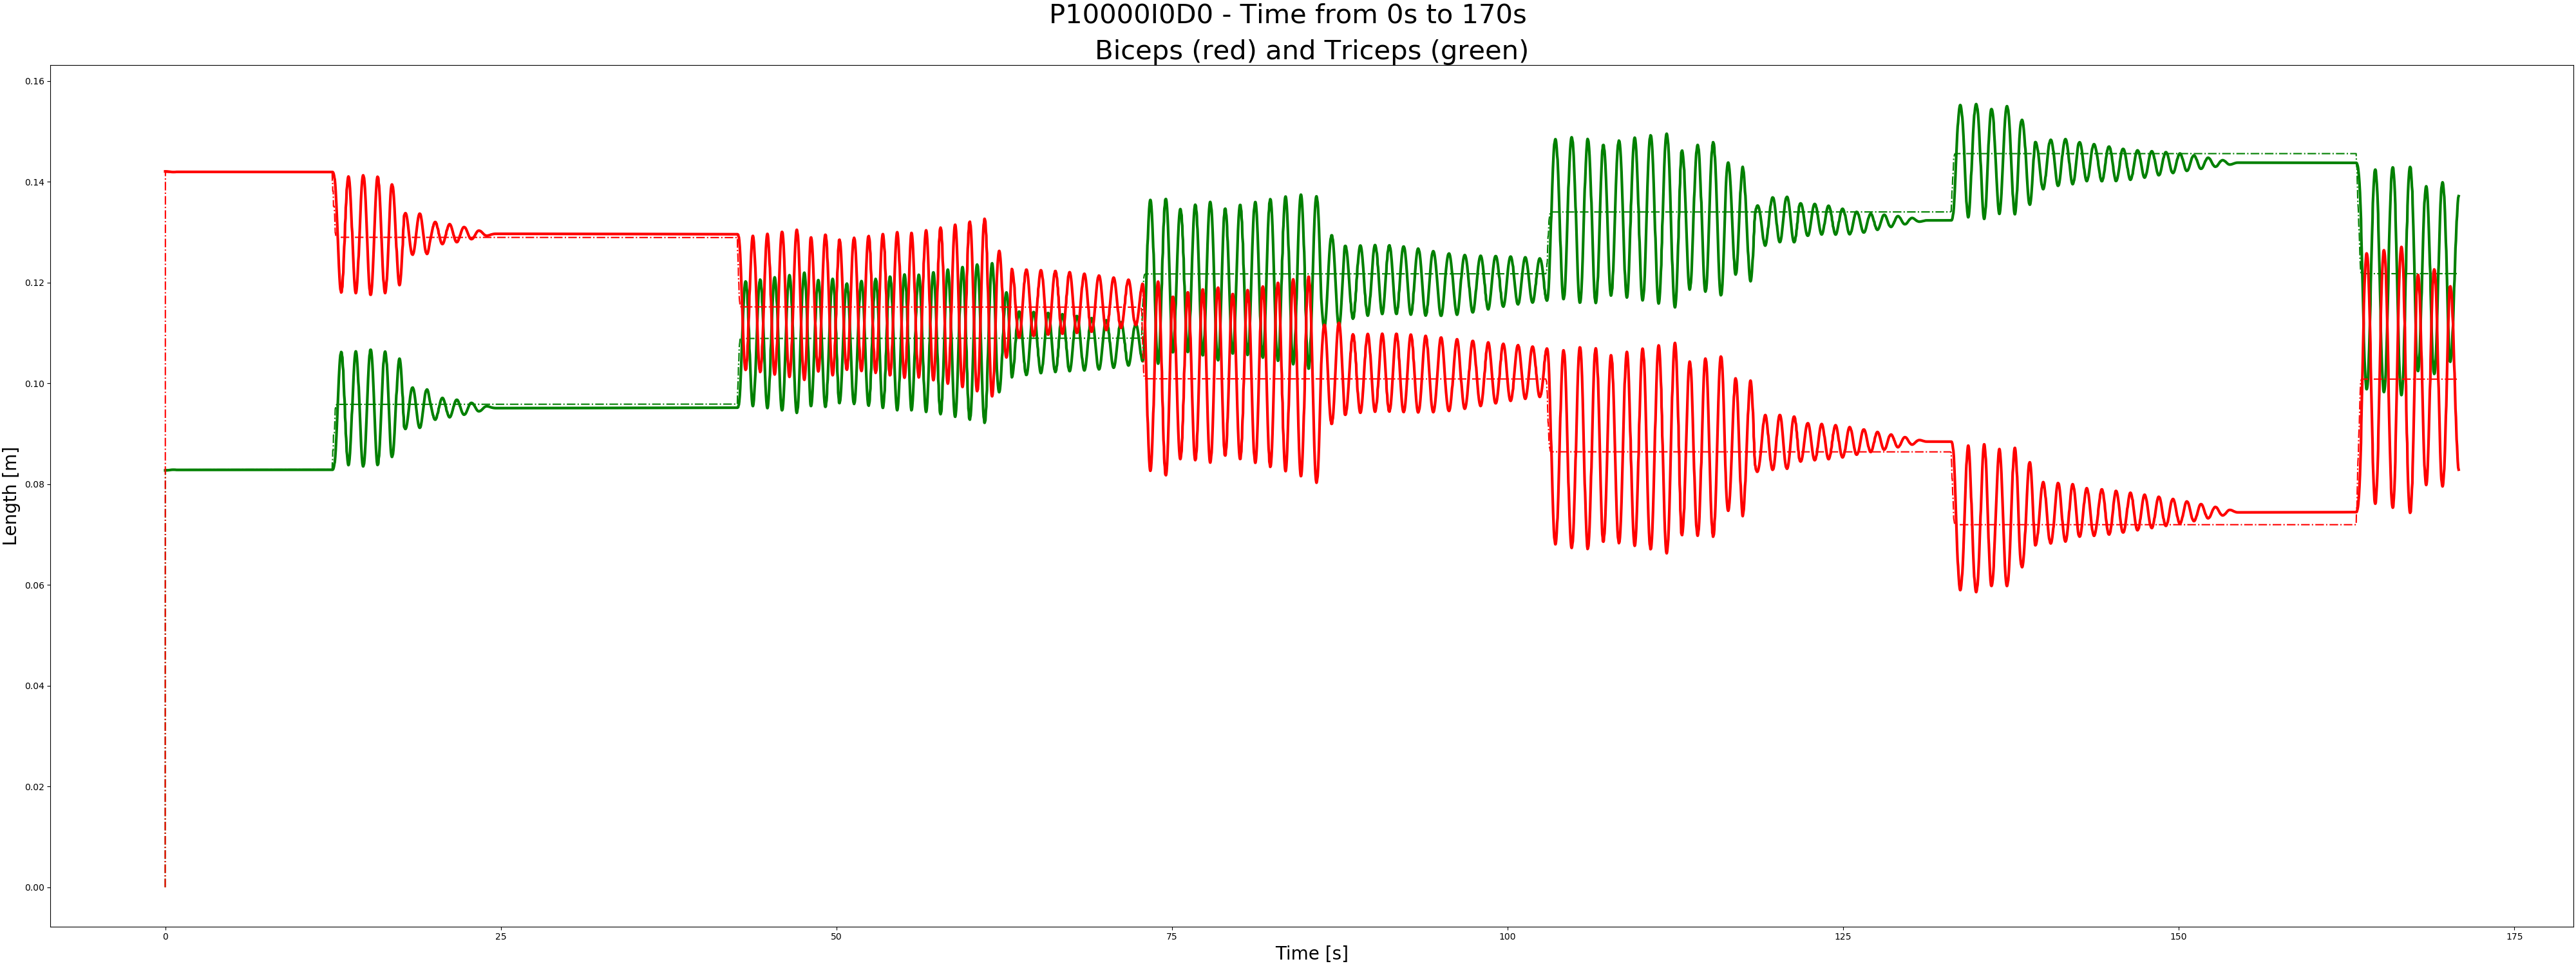 P10000I0D0 - Time from 0s to 170s
Biceps (red) and Triceps (green)
Length [m]
0.16
0.14
0.12
0.10
0.08
0.06
0.04
0.02
0.00
0 25 50 75 100 125 150 175
Time [s]